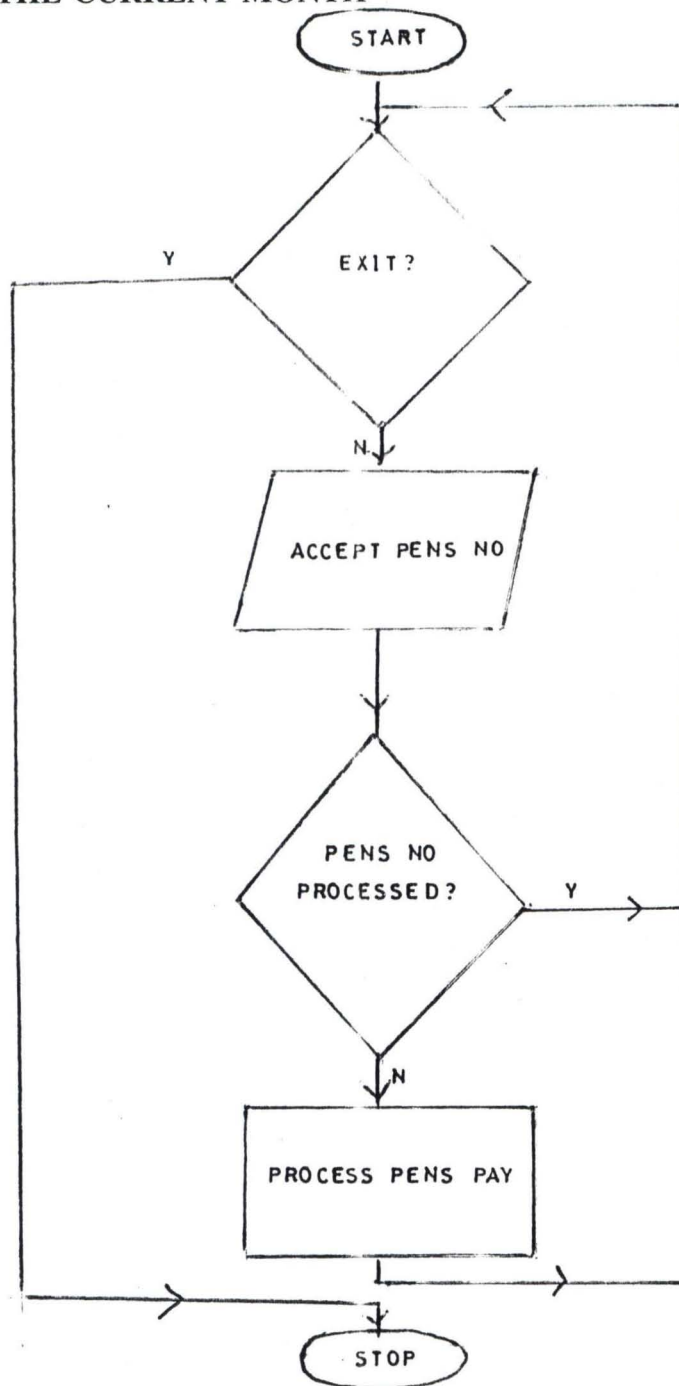 THE CURRENT MONTH
START
Y
EXIT?
N
ACCEPT PENS NO
PENS NO
PROCESSED?
Y
N
PROCESS PENS PAY
STOP